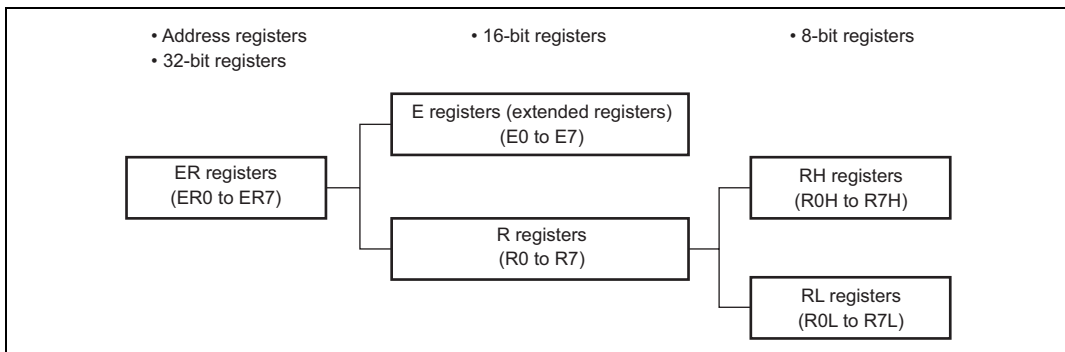 • Address registers
• 32-bit registers
• 16-bit registers
• 8-bit registers
E registers (extended registers)
(E0 to E7)
ER registers
(ER0 to ER7)
RH registers
(R0H to R7H)
R registers
(R0 to R7)
RL registers
(R0L to R7L)